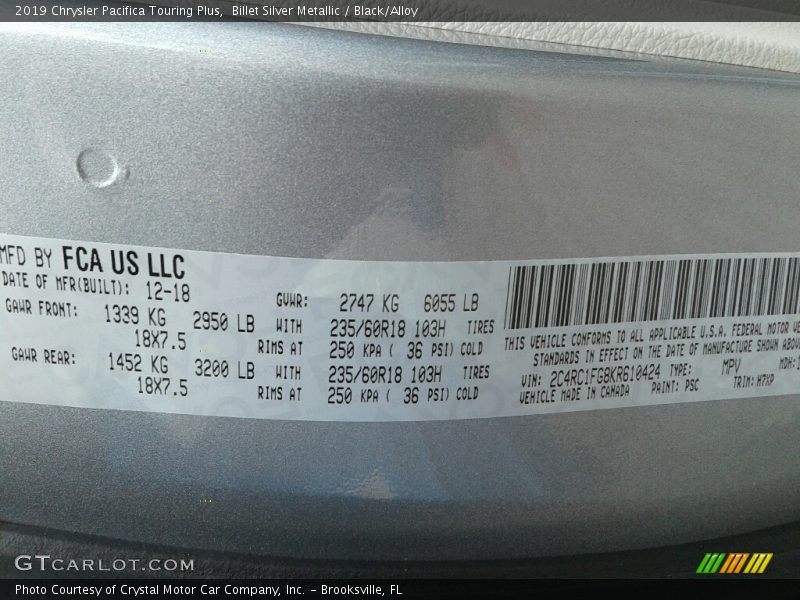 2019 Chrysler Pacifica Touring Plus,  Billet Silver Metallic / Black/Alloy
MFD BY FCA US LLC
DATE OF MFR(BUILT): 12-18
GAWR FRONT: 1339 KG 2950 LB
18X7.5
GAWR REAR: 1452 KG 3200 LB
18X7.5
GVWR: 2747 KG 6055 LB
WITH 235/60R18 103H TIRES
RIMS AT 250 KPA ( 36 PSI) COLD
WITH 235/60R18 103H TIRES
RIMS AT 250 KPA ( 36 PSI) COLD
THIS VEHICLE CONFORMS TO ALL APPLICABLE U.S.A. FEDERAL MOTOR
STANDARDS IN EFFECT ON THE DATE OF MANUFACTURE SHOWN ABOVE
VIN: 2C4RC1FG8KR610424 TYPE: MPV MDH:
VEHICLE MADE IN CANADA PAINT: PSC TRIM: H7XP
GTCARLOT.COM
Photo Courtesy of Crystal Motor Car Company, Inc. – Brooksville, FL